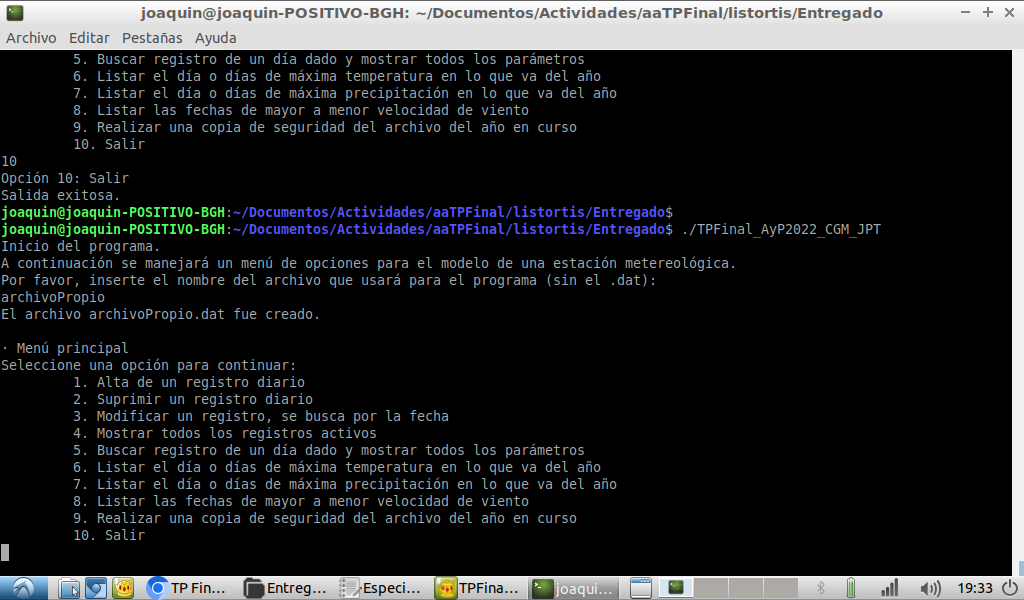 joaquin@joaquin-POSITIVO-BGH: ~/Documentos/Actividades/aaTPFinal/listortis/Entregado
Archivo Editar Pestañas Ayuda
5. Buscar registro de un día dado y mostrar todos los parámetros
6. Listar el día o días de máxima temperatura en lo que va del año
7. Listar el día o días de máxima precipitación en lo que va del año
8. Listar las fechas de mayor a menor velocidad de viento
9. Realizar una copia de seguridad del archivo del año en curso
10. Salir
10
Opción 10: Salir
Salida exitosa.
joaquin@joaquin-POSITIVO-BGH:~/Documentos/Actividades/aaTPFinal/listortis/Entregado$
joaquin@joaquin-POSITIVO-BGH:~/Documentos/Actividades/aaTPFinal/listortis/Entregado$ ./TPFinal_AyP2022_CGM_JPT
Inicio del programa.
A continuación se manejará un menú de opciones para el modelo de una estación metereológica.
Por favor, inserte el nombre del archivo que usará para el programa (sin el .dat):
archivoPropio
El archivo archivoPropio.dat fue creado.
· Menú principal
Seleccione una opción para continuar:
1. Alta de un registro diario
2. Suprimir un registro diario
3. Modificar un registro, se busca por la fecha
4. Mostrar todos los registros activos
5. Buscar registro de un día dado y mostrar todos los parámetros
6. Listar el día o días de máxima temperatura en lo que va del año
7. Listar el día o días de máxima precipitación en lo que va del año
8. Listar las fechas de mayor a menor velocidad de viento
9. Realizar una copia de seguridad del archivo del año en curso
10. Salir
TP Fin... Entreg... Especi... TPFina... joaqui... 19:33